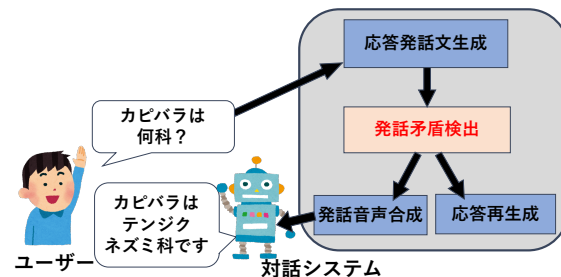 応答発話文生成
カピバラは
何科？
発話矛盾検出
カピバラは
テンジク
ネズミ科です
発話音声合成
応答再生成
ユーザー
対話システム